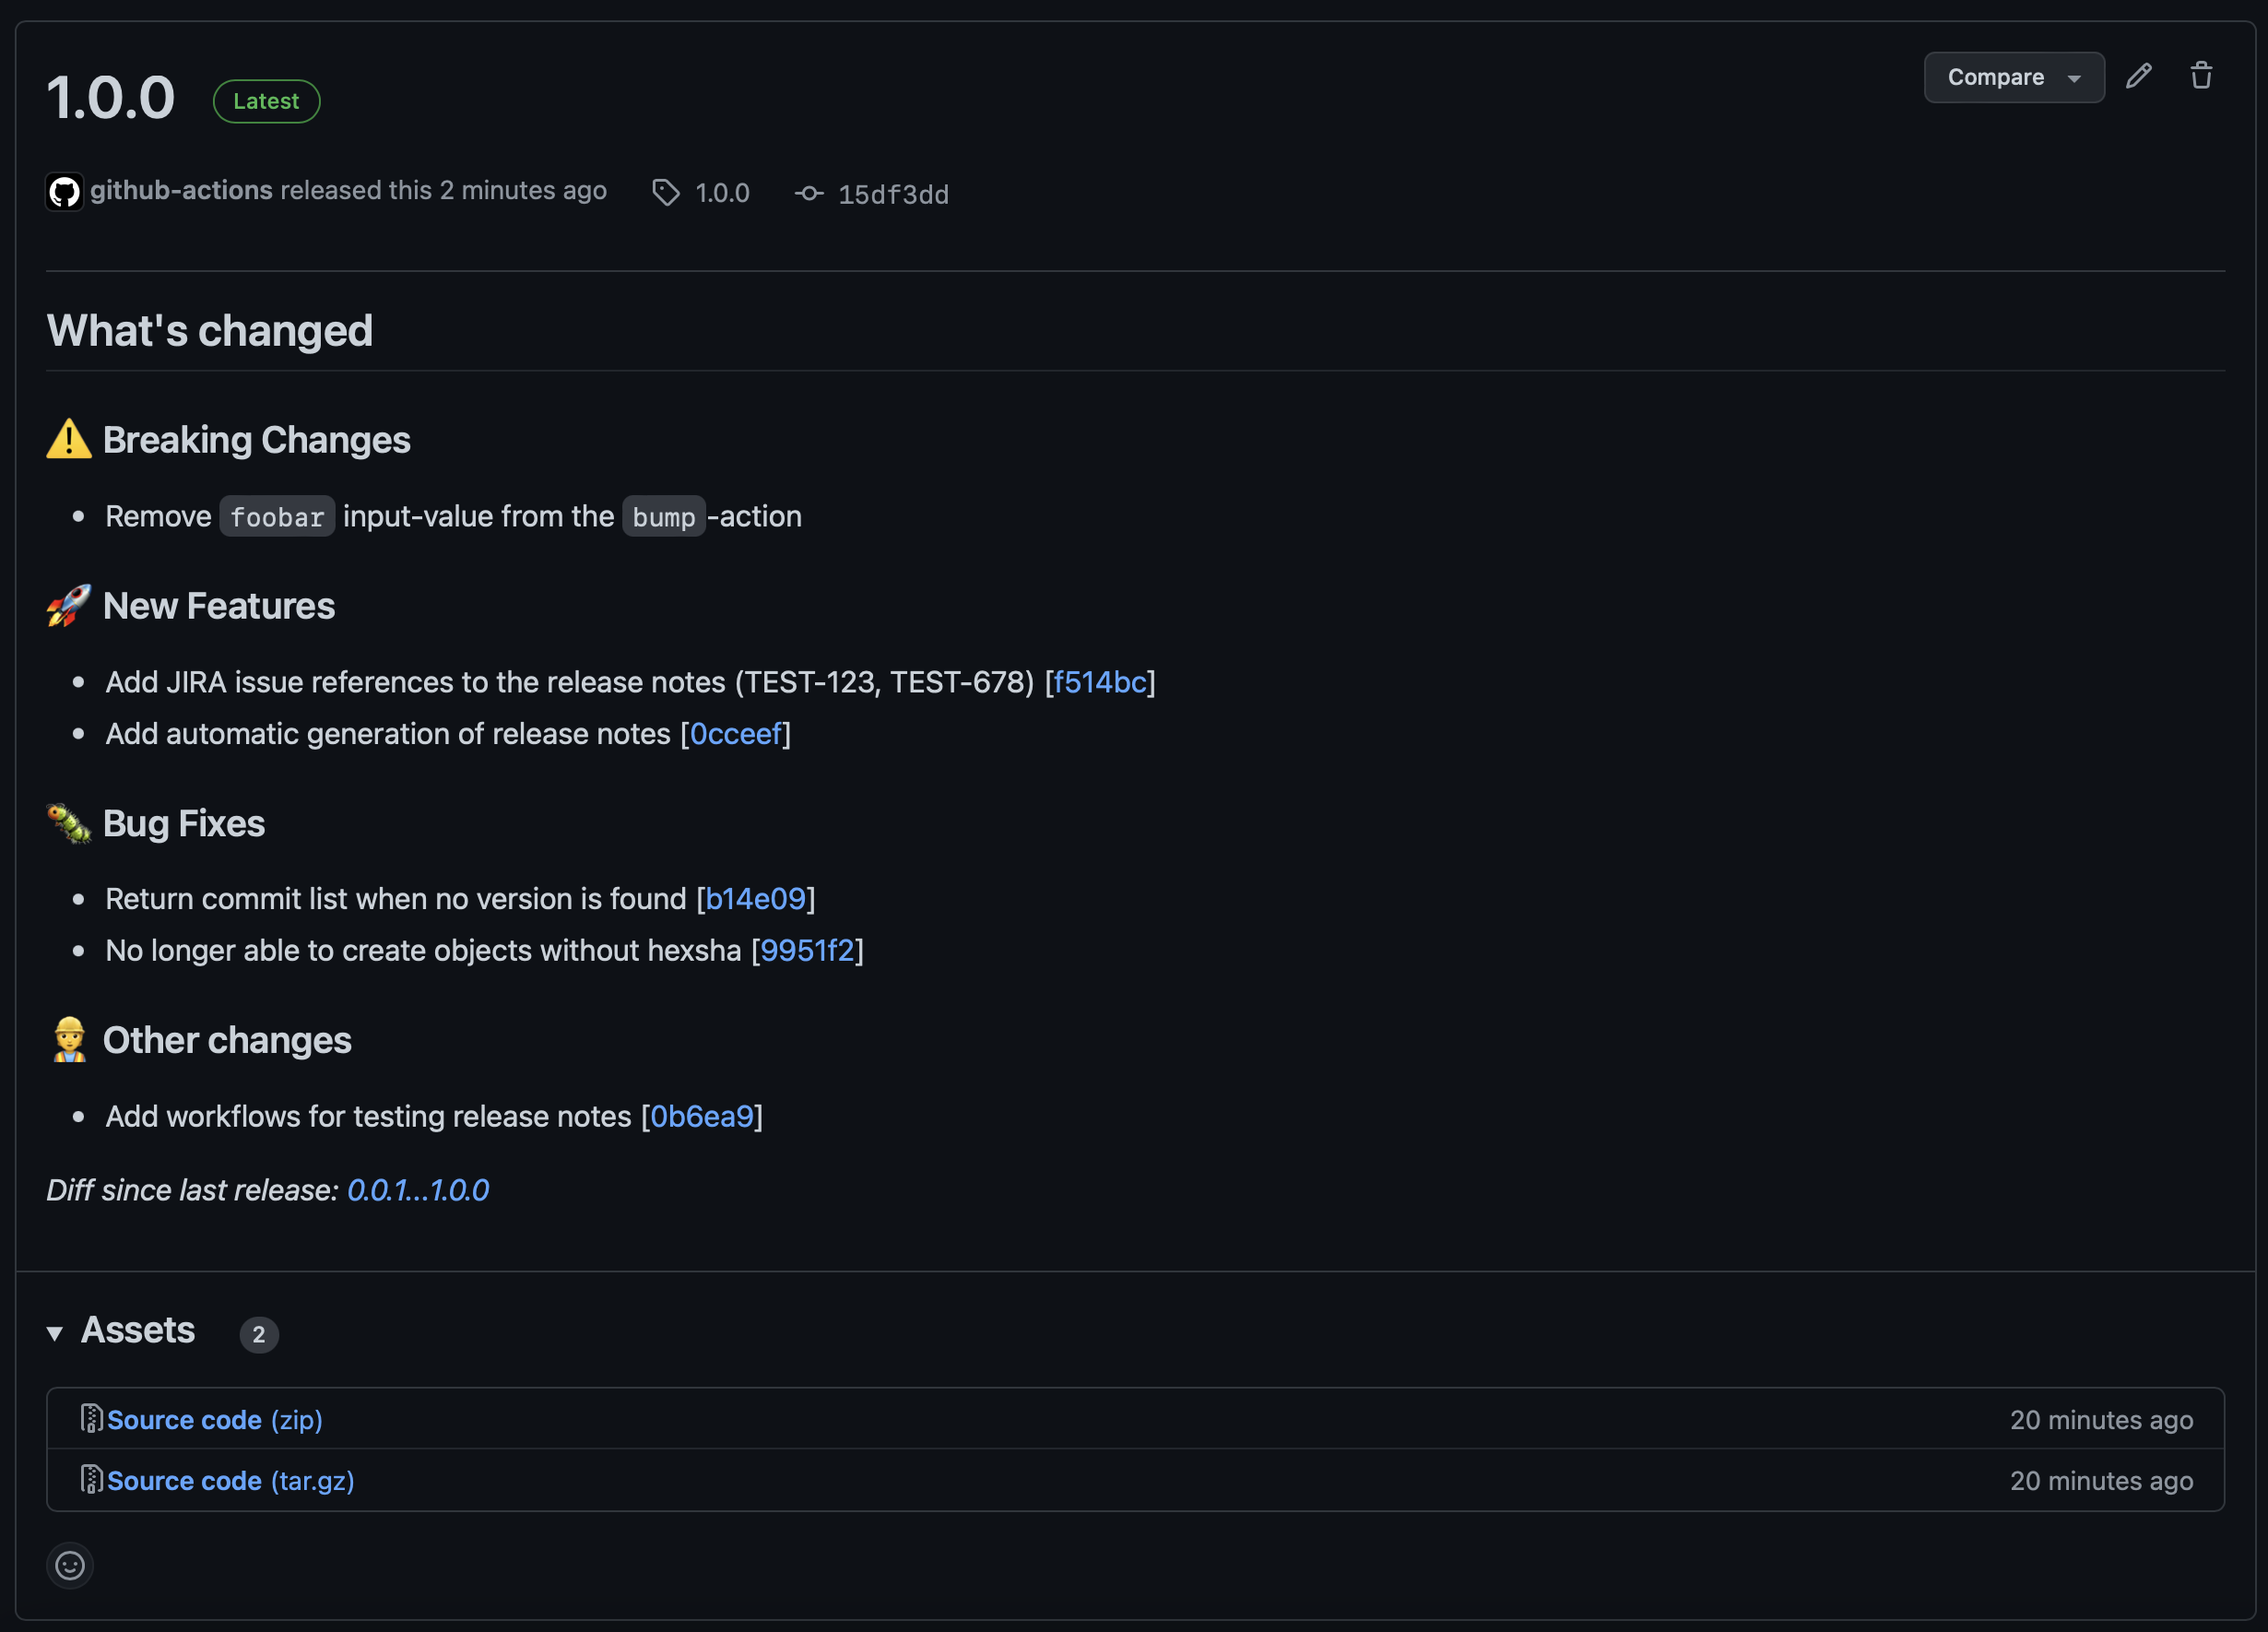 1.0.0 Latest Compare
github-actions released this 2 minutes ago 1.0.0 15df3dd
What's changed
⚠️ Breaking Changes
• Remove foobar input-value from the bump-action
🚀 New Features
• Add JIRA issue references to the release notes (TEST-123, TEST-678) [f514bc]
• Add automatic generation of release notes [0cceef]
🐛 Bug Fixes
• Return commit list when no version is found [b14e09]
• No longer able to create objects without hexsha [9951f2]
👷 Other changes
• Add workflows for testing release notes [0b6ea9]
Diff since last release: 0.0.1...1.0.0
▼ Assets 2
Source code (zip) 20 minutes ago
Source code (tar.gz) 20 minutes ago